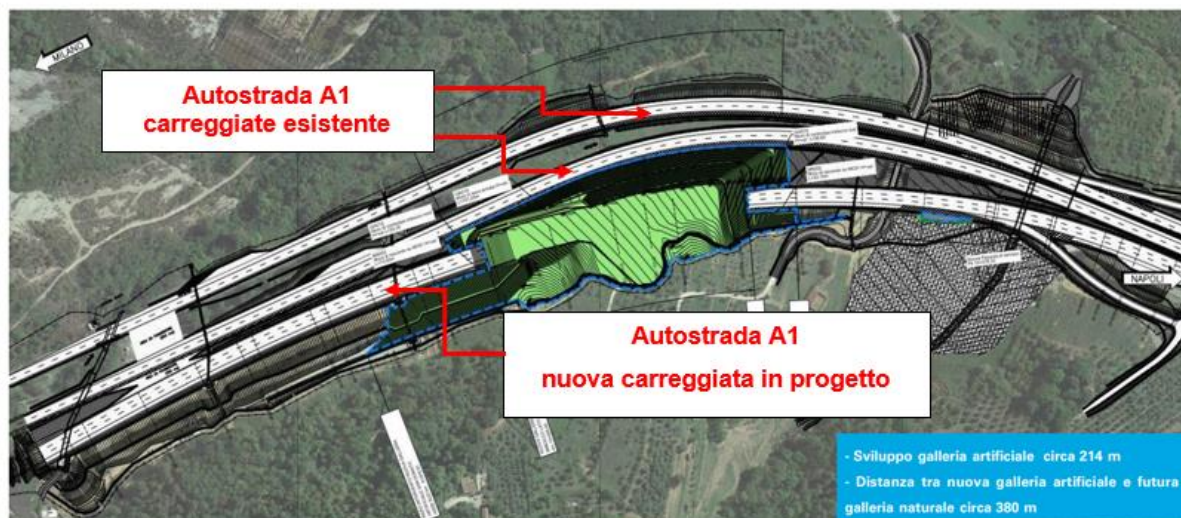 MILANO
Autostrada A1
carreggiate esistente
Autostrada A1
nuova carreggiata in progetto
NAPOLI
- Sviluppo galleria artificiale circa 214 m
- Distanza tra nuova galleria artificiale e futura
galleria naturale circa 380 m